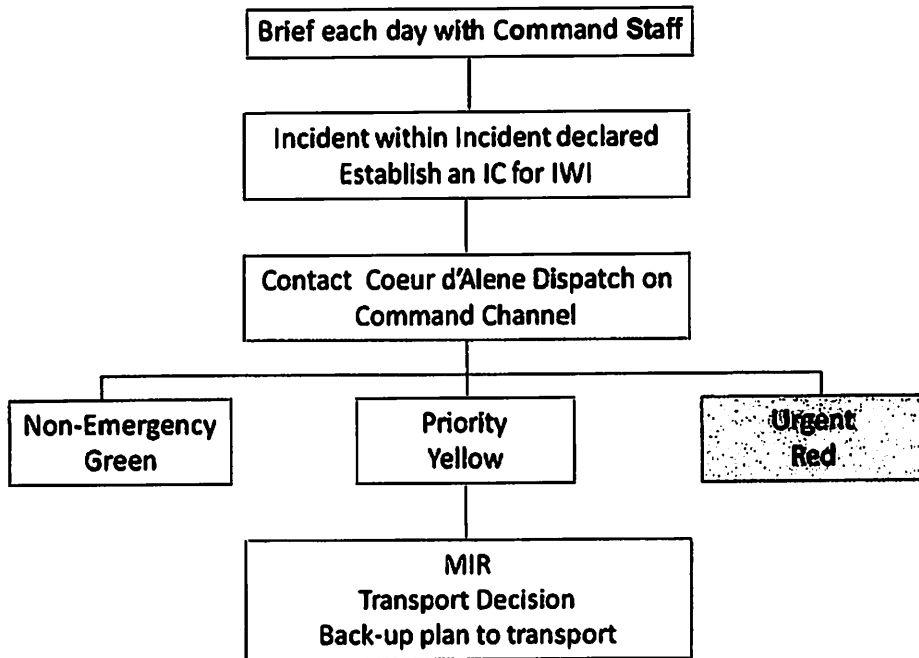 Brief each day with Command Staff
Incident within Incident declared
Establish an IC for IWI
Contact Coeur d'Alene Dispatch on
Command Channel
Non-Emergency
Green
Priority
Yellow
Urgent
Red
MIR
Transport Decision
Back-up plan to transport